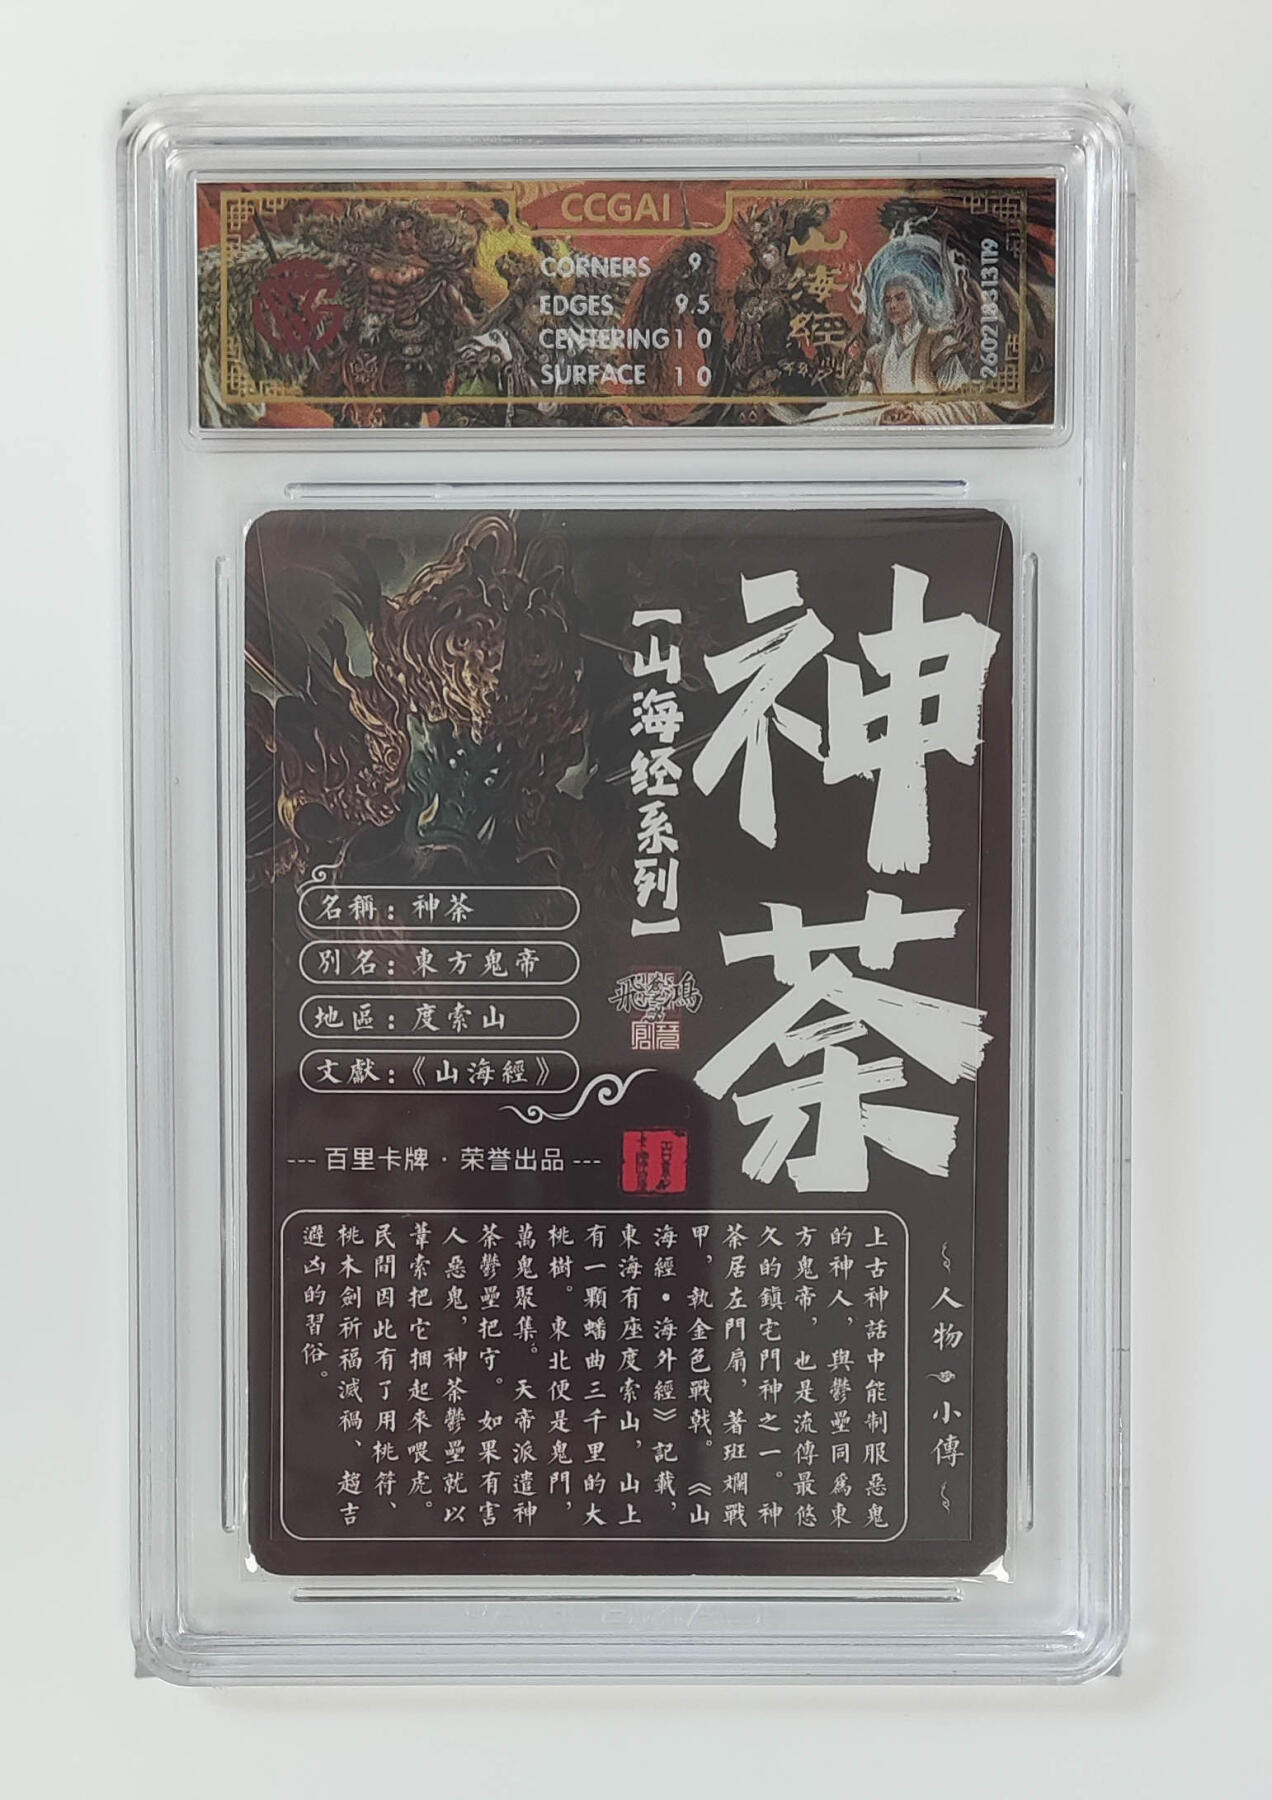 CCGAI
CORNERS 9
EDGES 9.5
CENTERING 10
SURFACE 10
山海經
260218313119
神荼
【山海经系列】
飛鴻
名稱：神荼
別名：東方鬼帝
地區：度索山
文獻：《山海經》
--- 百里卡牌 · 荣誉出品 ---
人物小傳
上古神話中能制服惡鬼
的神人，與鬱壘同爲東
方鬼帝，也是流傳最悠
久的鎮宅門神之一。神
荼居左門扇，著斑斕戰
甲，執金色戰戟。《山
海經•海外經》記載，
東海有座度索山，山上
有一顆蟠曲三千里的大
桃樹。東北便是鬼門，
萬鬼聚集。天帝派遣神
荼鬱壘把守。如果有害
人惡鬼，神荼鬱壘就以
葦索把它捆起來喂虎。
民間因此有了用桃符、
桃木劍祈福滅禍、趨吉
避凶的習俗。